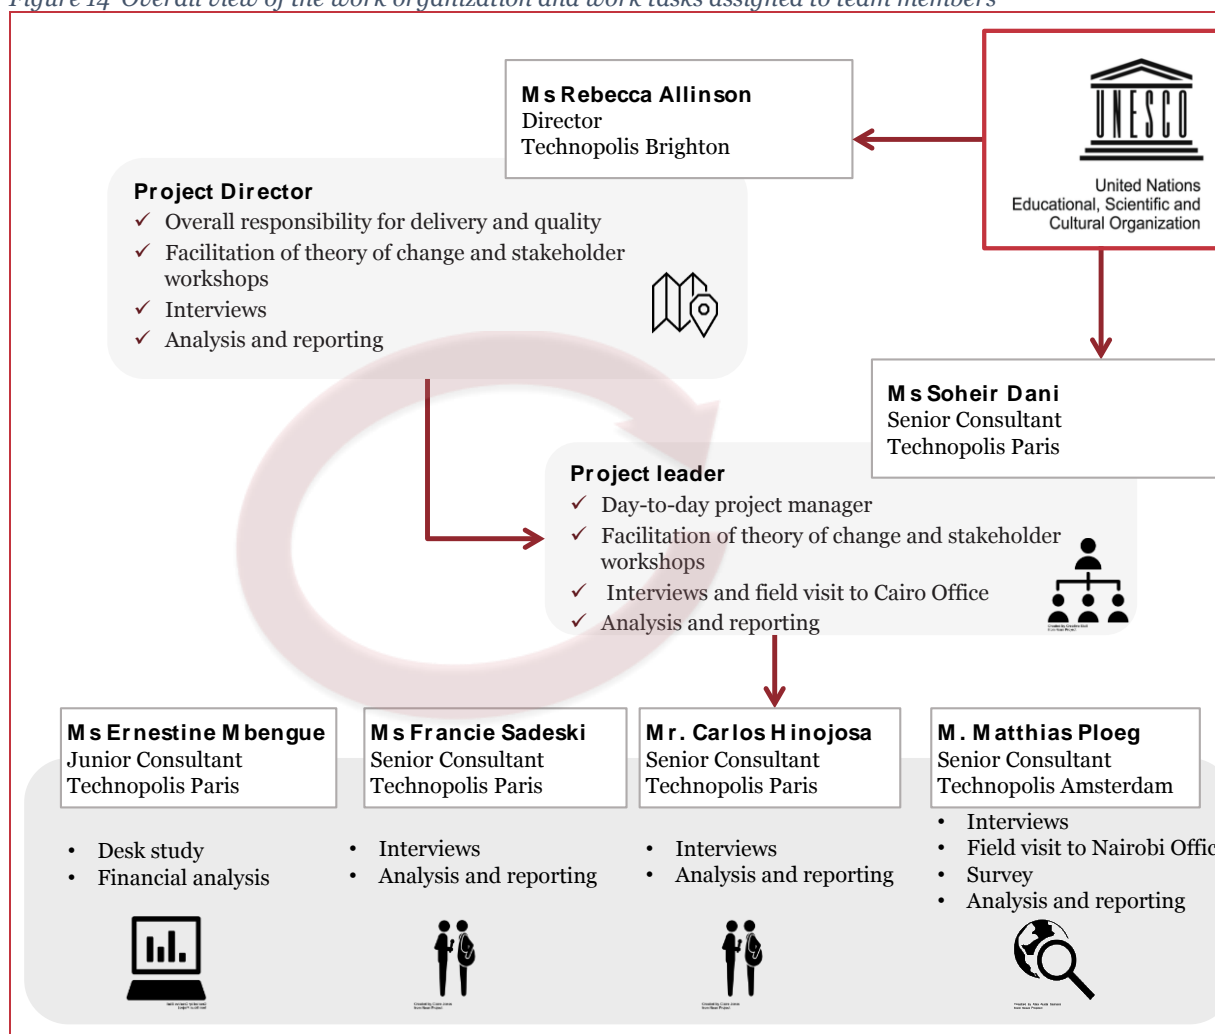 Figure 14 Overall view of the work organization and work tasks assigned to team members
Ms Rebecca Allinson
Director
Technopolis Brighton
UNESCO
United Nations
Educational, Scientific and
Cultural Organization
Project Director
✓ Overall responsibility for delivery and quality
✓ Facilitation of theory of change and stakeholder
workshops
✓ Interviews
✓ Analysis and reporting
Ms Soheir Dani
Senior Consultant
Technopolis Paris
Project leader
✓ Day-to-day project manager
✓ Facilitation of theory of change and stakeholder
workshops
✓ Interviews and field visit to Cairo Office
✓ Analysis and reporting
Ms Ernestine Mbengue
Junior Consultant
Technopolis Paris
• Desk study
• Financial analysis
Ms Francie Sadeski
Senior Consultant
Technopolis Paris
• Interviews
• Analysis and reporting
Mr. Carlos Hinojosa
Senior Consultant
Technopolis Paris
• Interviews
• Analysis and reporting
M. Matthias Ploeg
Senior Consultant
Technopolis Amsterdam
• Interviews
• Field visit to Nairobi Offic
• Survey
• Analysis and reporting